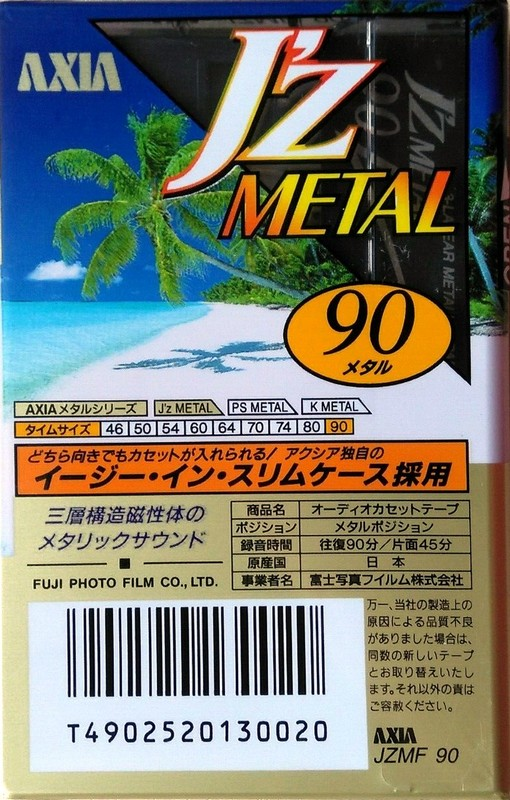 AXIA
J'z
METAL
90
メタル
AXIAメタルシリーズ J'z METAL PS METAL K METAL
タイムサイズ 46 50 54 60 64 70 74 80 90
どちら向きでもカセットが入れられる! アクシア独自の
イージー・イン・スリムケース採用
三層構造磁性体の
メタリックサウンド
FUJI PHOTO FILM CO., LTD.
商品名 オーディオカセットテープ
ポジション メタルポジション
録音時間 往復90分/片面45分
原産国 日本
事業者名 富士写真フイルム株式会社
万一、当社の製造上の
原因による品質不良
がありました場合は、
同数の新しいテープ
とお取り替えいたし
ます。それ以外の責は
ご容赦ください。
T4902520130020
AXIA
JZMF 90